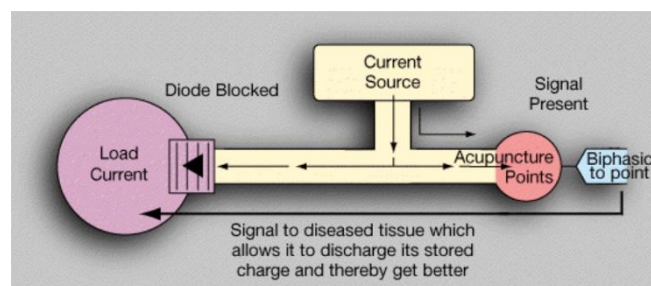 Current
Source
Diode Blocked
Signal
Present
Load
Current
Acupuncture
Points
Biphasic
to point
Signal to diseased tissue which
allows it to discharge its stored
charge and thereby get better